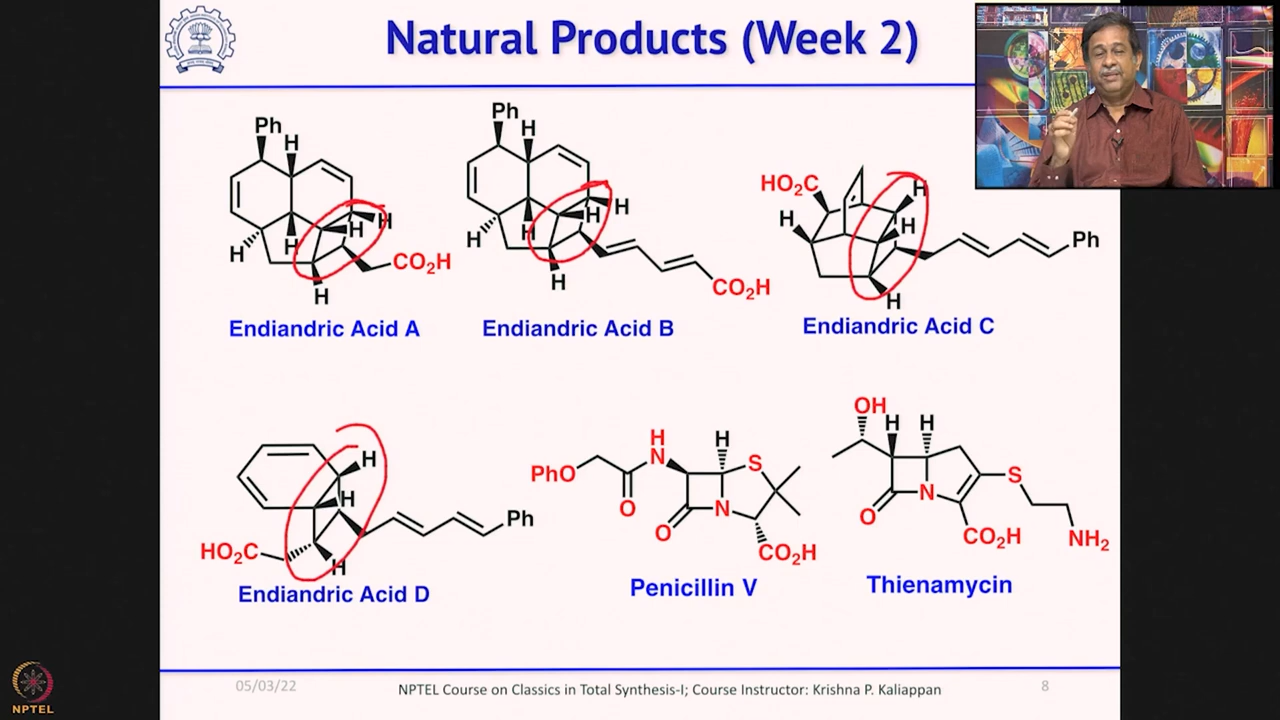 Natural Products (Week 2)
Ph
H
H
H
H
H
CO2H
H
Endiandric Acid A
Ph
H
H
H
H
H
H
CO2H
Endiandric Acid B
HO2C
H
H
H
Ph
H
Endiandric Acid C
H
H
Ph
HO2C
H
Endiandric Acid D
H
N
H
PhO
S
O
N
O
CO2H
Penicillin V
OH
H
H
S
N
O
CO2H
NH2
Thienamycin
05/03/22
NPTEL Course on Classics in Total Synthesis-I; Course Instructor: Krishna P. Kaliappan
8
NPTEL